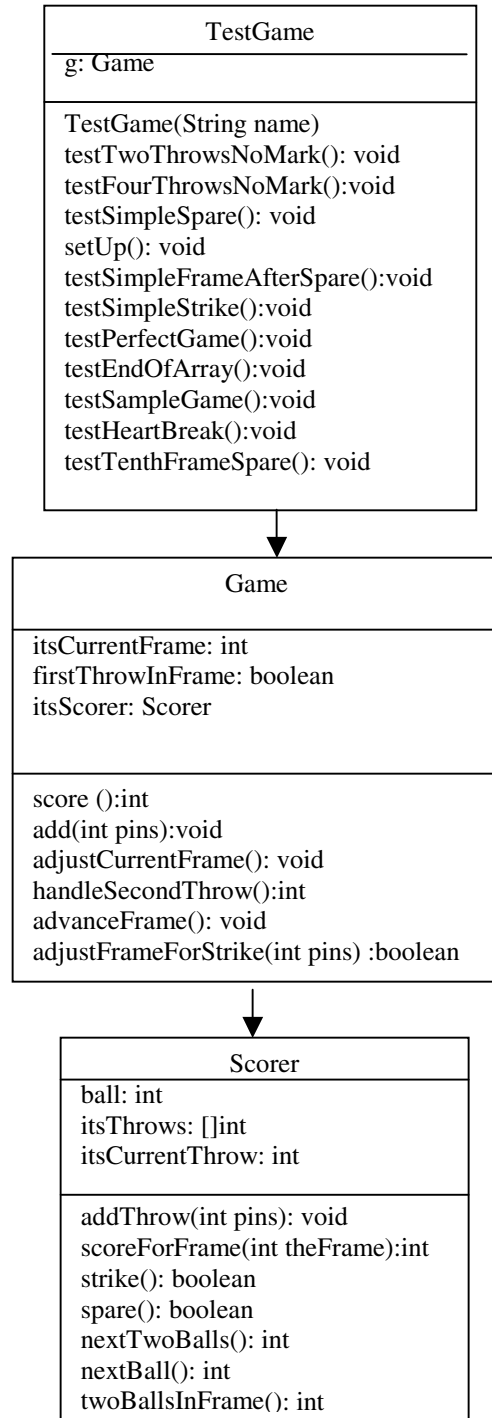 TestGame
g: Game
TestGame(String name)
testTwoThrowsNoMark(): void
testFourThrowsNoMark():void
testSimpleSpare(): void
setUp(): void
testSimpleFrameAfterSpare():void
testSimpleStrike():void
testPerfectGame():void
testEndOfArray():void
testSampleGame():void
testHeartBreak():void
testTenthFrameSpare(): void
Game
itsCurrentFrame: int
firstThrowInFrame: boolean
itsScorer: Scorer
score ():int
add(int pins):void
adjustCurrentFrame(): void
handleSecondThrow():int
advanceFrame(): void
adjustFrameForStrike(int pins) :boolean
Scorer
ball: int
itsThrows: []int
itsCurrentThrow: int
addThrow(int pins): void
scoreForFrame(int theFrame):int
strike(): boolean
spare(): boolean
nextTwoBalls(): int
nextBall(): int
twoBallsInFrame(): int